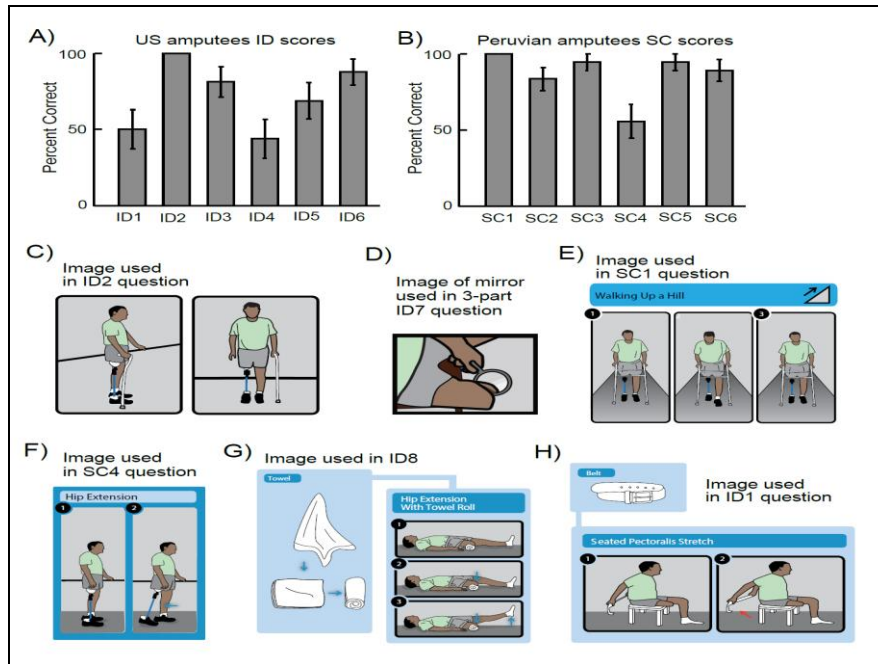 A) US amputees ID scores
100
50
0
Percent Correct
ID1 ID2 ID3 ID4 ID5 ID6
B) Peruvian amputees SC scores
100
50
0
Percent Correct
SC1 SC2 SC3 SC4 SC5 SC6
C) Image used
in ID2 question
D) Image of mirror
used in 3-part
ID7 question
E) Image used
in SC1 question
Walking Up a Hill
1 3
F) Image used
in SC4 question
Hip Extension
1 2
G) Image used in ID8
Towel
Hip Extension
With Towel Roll
1
2
3
H) Image used
in ID1 question
Belt
Seated Pectoralis Stretch
1 2